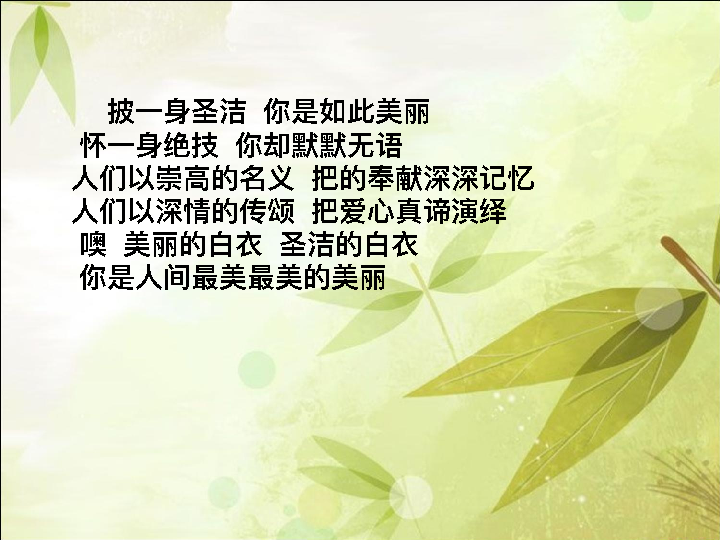 披一身圣洁 你是如此美丽
怀一身绝技 你却默默无语
人们以崇高的名义 把的奉献深深记忆
人们以深情的传颂 把爱心真谛演绎
噢 美丽的白衣 圣洁的白衣
你是人间最美最美的美丽